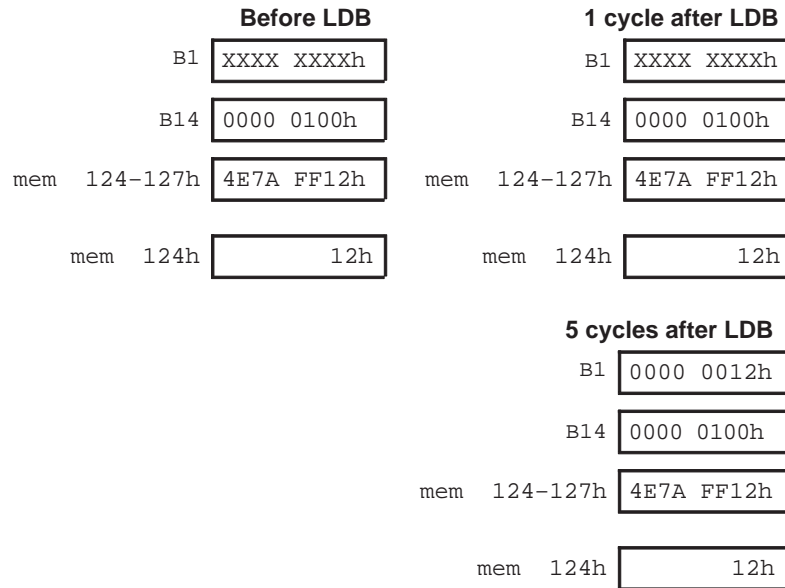 Before LDB
1 cycle after LDB
B1 XXXX XXXXh
B1 XXXX XXXXh
B14 0000 0100h
B14 0000 0100h
mem 124−127h 4E7A FF12h
mem 124−127h 4E7A FF12h
mem 124h 12h
mem 124h 12h
5 cycles after LDB
B1 0000 0012h
B14 0000 0100h
mem 124−127h 4E7A FF12h
mem 124h 12h